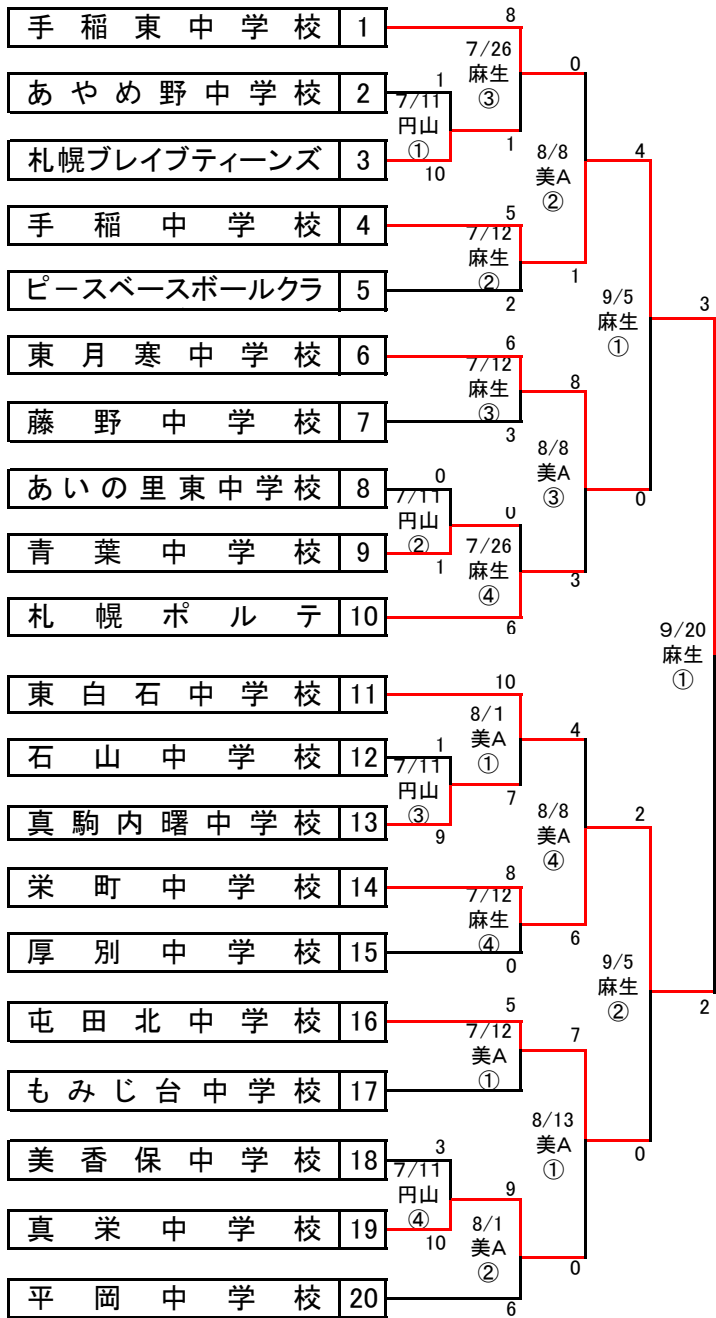 手稲東中学校 1
8
7/26
麻生
③
0
あやめ野中学校 2
1
7/11
円山
①
札幌ブレイブティーンズ 3
10
1
8/8
美A
②
4
手稲中学校 4
5
7/12
麻生
②
1
ピースベースボールクラ 5
2
9/5
麻生
①
3
東月寒中学校 6
6
7/12
麻生
③
8
藤野中学校 7
3
8/8
美A
③
0
あいの里東中学校 8
0
7/11
円山
②
青葉中学校 9
1
0
7/26
麻生
④
3
札幌ポルテ 10
6
9/20
麻生
①
東白石中学校 11
10
8/1
美A
①
4
石山中学校 12
1
7/11
円山
③
真駒内曙中学校 13
9
7
8/8
美A
④
2
栄町中学校 14
8
7/12
麻生
④
6
厚別中学校 15
0
9/5
麻生
②
2
屯田北中学校 16
5
7/12
美A
①
7
もみじ台中学校 17
8/13
美A
①
0
美香保中学校 18
3
7/11
円山
④
真栄中学校 19
10
9
8/1
美A
②
0
平岡中学校 20
6